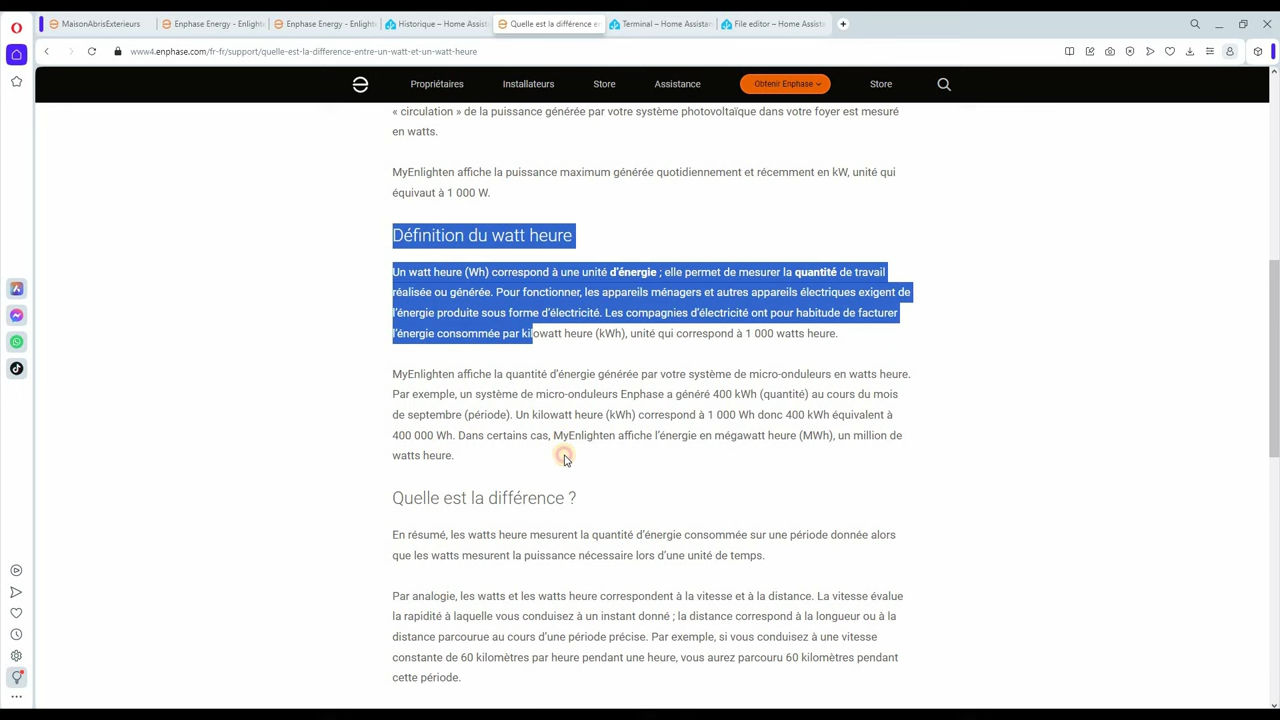 MaisonAbrisExterieurs
Enphase Energy - Enlighte
Enphase Energy - Enlighte
Historique – Home Assista
Quelle est la différence en
Terminal – Home Assistan
File editor – Home Assista
www4.enphase.com/fr-fr/support/quelle-est-la-difference-entre-un-watt-et-un-watt-heure
Propriétaires
Installateurs
Store
Assistance
Obtenir Enphase
Store
« circulation » de la puissance générée par votre système photovoltaïque dans votre foyer est mesuré
en watts.
MyEnlighten affiche la puissance maximum générée quotidiennement et récemment en kW, unité qui
équivaut à 1 000 W.
Définition du watt heure
Un watt heure (Wh) correspond à une unité d'énergie ; elle permet de mesurer la quantité de travail
réalisée ou générée. Pour fonctionner, les appareils ménagers et autres appareils électriques exigent de
l'énergie produite sous forme d'électricité. Les compagnies d'électricité ont pour habitude de facturer
l'énergie consommée par kilowatt heure (kWh), unité qui correspond à 1 000 watts heure.
MyEnlighten affiche la quantité d'énergie générée par votre système de micro-onduleurs en watts heure.
Par exemple, un système de micro-onduleurs Enphase a généré 400 kWh (quantité) au cours du mois
de septembre (période). Un kilowatt heure (kWh) correspond à 1 000 Wh donc 400 kWh équivalent à
400 000 Wh. Dans certains cas, MyEnlighten affiche l'énergie en mégawatt heure (MWh), un million de
watts heure.
Quelle est la différence ?
En résumé, les watts heure mesurent la quantité d'énergie consommée sur une période donnée alors
que les watts mesurent la puissance nécessaire lors d'une unité de temps.
Par analogie, les watts et les watts heure correspondent à la vitesse et à la distance. La vitesse évalue
la rapidité à laquelle vous conduisez à un instant donné ; la distance correspond à la longueur ou à la
distance parcourue au cours d'une période précise. Par exemple, si vous conduisez à une vitesse
constante de 60 kilomètres par heure pendant une heure, vous aurez parcouru 60 kilomètres pendant
cette période.